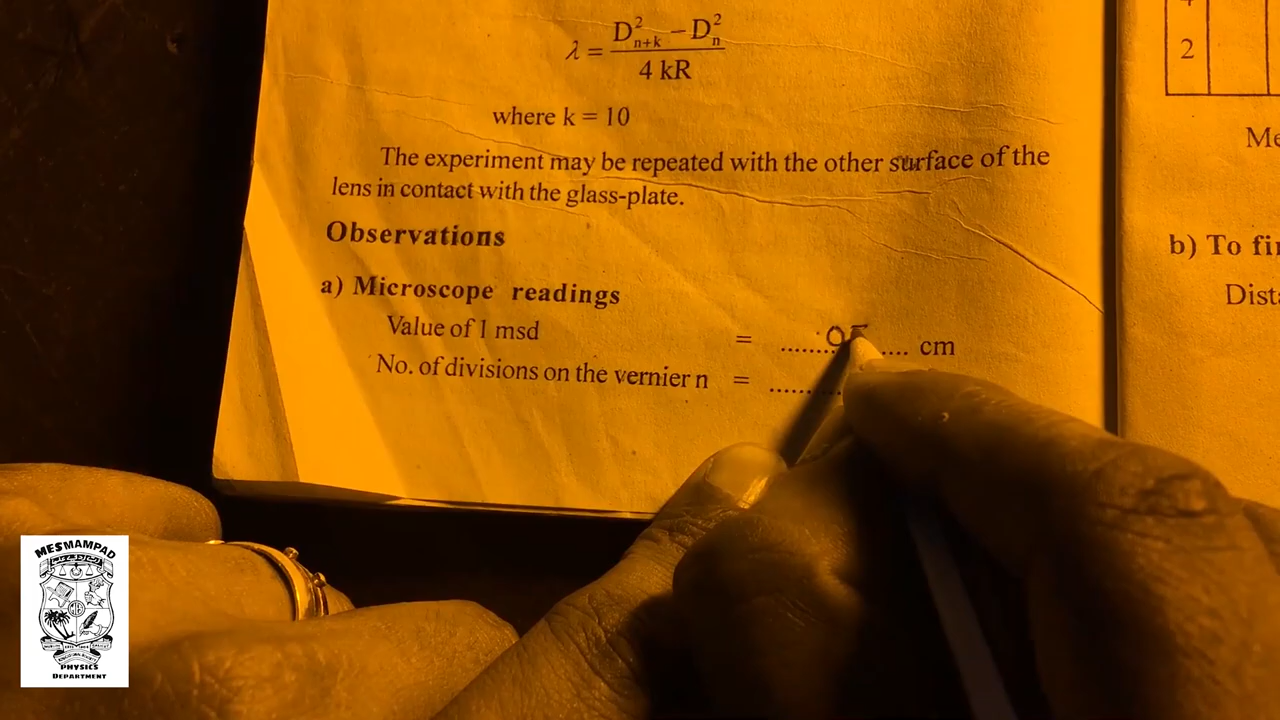 λ = (D²ₙ₊ₖ − D²ₙ) / 4 kR
where k = 10
The experiment may be repeated with the other surface of the
lens in contact with the glass-plate.
Observations
a) Microscope readings
Value of 1 msd = ....·05.... cm
No. of divisions on the vernier n = ........
2
Me
b) To fi
Dista
MESMAMPAD
PHYSICS
DEPARTMENT